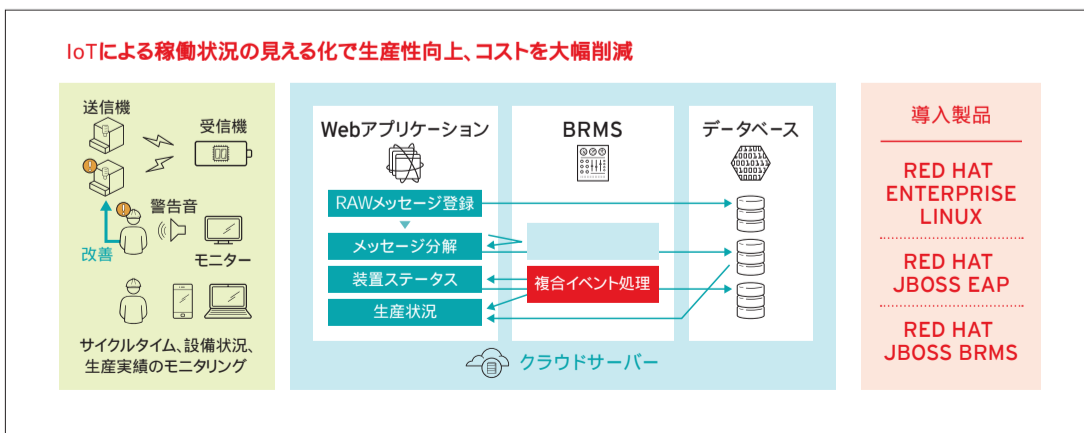 IoTによる稼働状況の見える化で生産性向上、コストを大幅削減
送信機
受信機
警告音
改善
モニター
サイクルタイム、設備状況、
生産実績のモニタリング
Webアプリケーション
BRMS
データベース
RAWメッセージ登録
メッセージ分解
装置ステータス
複合イベント処理
生産状況
クラウドサーバー
導入製品
RED HAT
ENTERPRISE
LINUX
RED HAT
JBOSS EAP
RED HAT
JBOSS BRMS